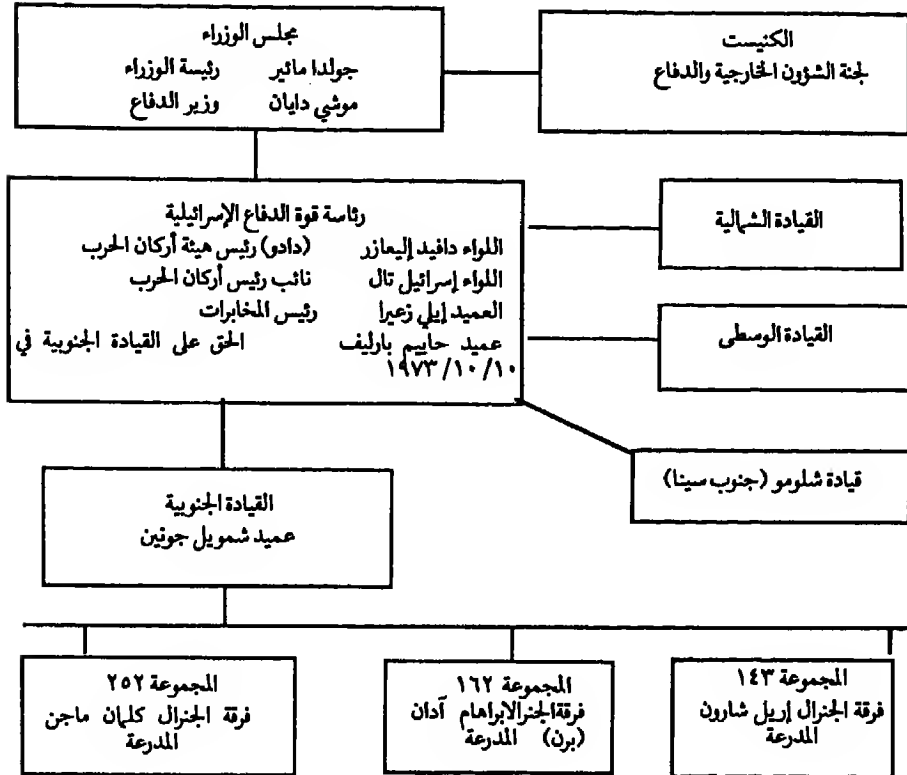 مجلس الوزراء
جولدا مائير رئيسة الوزراء
موشي دايان وزير الدفاع
الكنيست
لجنة الشؤون الخارجية والدفاع
رئاسة قوة الدفاع الإسرائيلية
اللواء دافيد إليعازر (دادو) رئيس هيئة أركان الحرب
اللواء إسرائيل تال نائب رئيس أركان الحرب
العميد إيلي زعيرا رئيس المخابرات
عميد حاييم بارليف الحق على القيادة الجنوبية في
١٩٧٣/١٠/١٠
القيادة الشمالية
القيادة الوسطى
قيادة شلومو (جنوب سينا)
القيادة الجنوبية
عميد شمويل جونين
المجموعة ١٤٣
فرقة الجنرال إريل شارون
المدرعة
المجموعة ١٦٢
فرقة الجنرال ابراهام آدان
(برن) المدرعة
المجموعة ٢٥٢
فرقة الجنرال كلمان ماجن
المدرعة